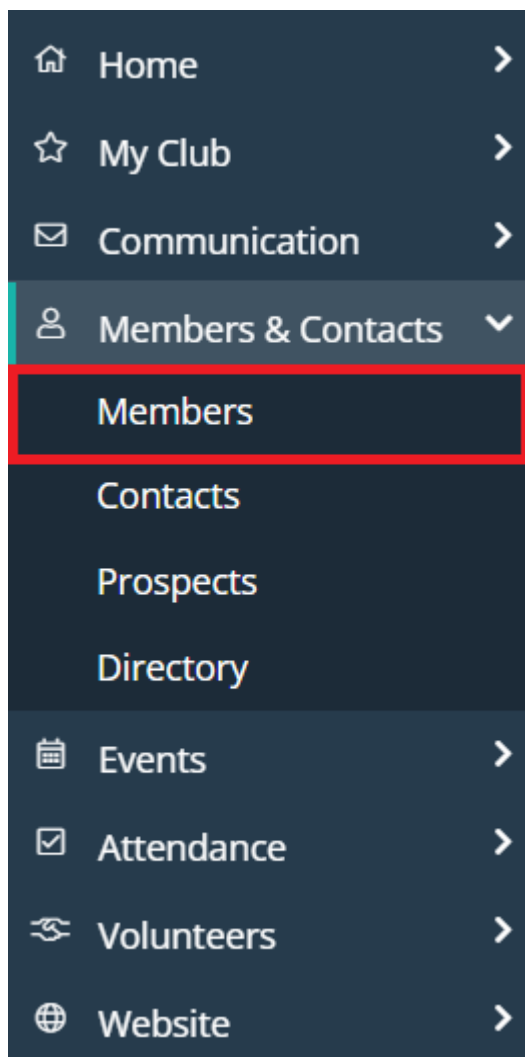 Home
My Club
Communication
Members & Contacts
Members
Contacts
Prospects
Directory
Events
Attendance
Volunteers
Website